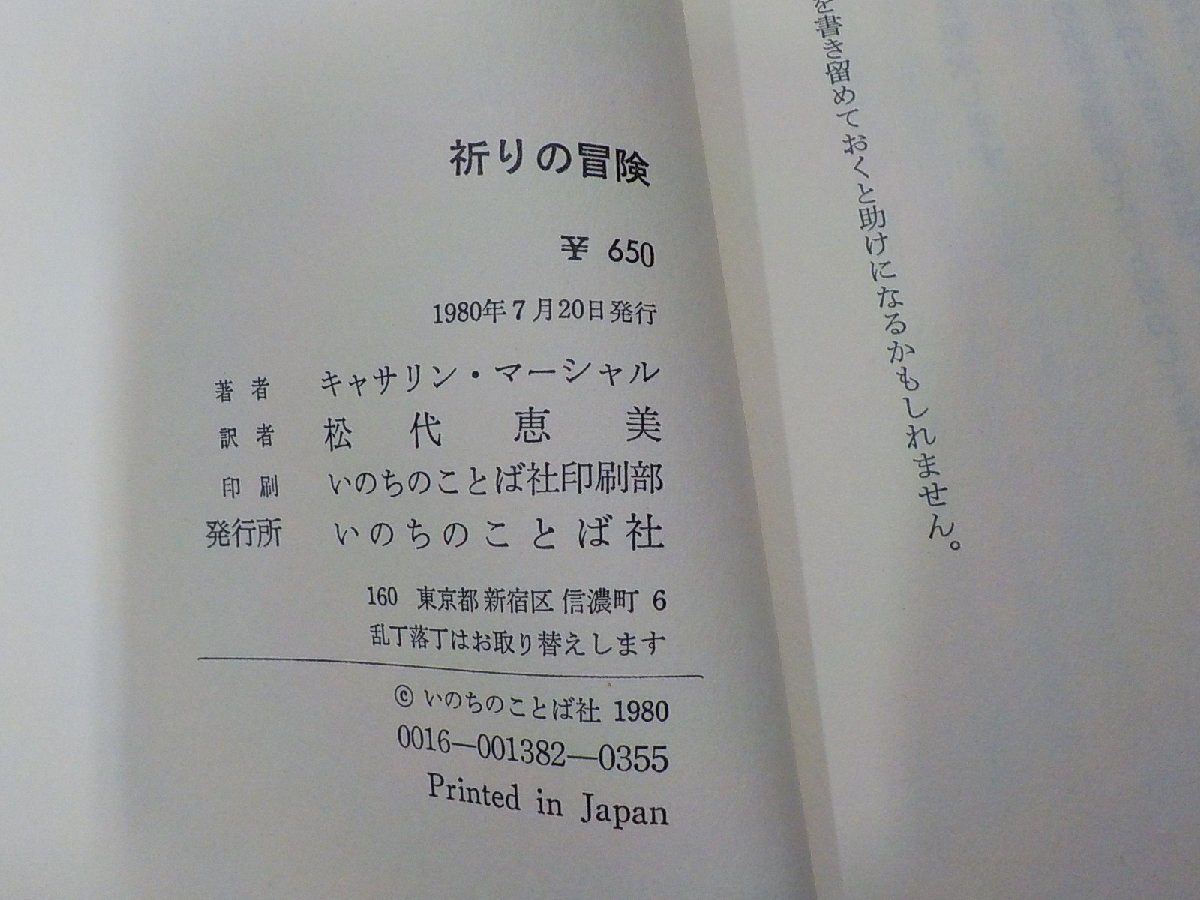 を書き留めておくと助けになるかもしれません。
祈りの冒険
¥ 650
1980年7月20日発行
著者 キャサリン・マーシャル
訳者 松代恵美
印刷 いのちのことば社印刷部
発行所 いのちのことば社
160 東京都新宿区信濃町 6
乱丁落丁はお取り替えします
© いのちのことば社 1980
0016—001382—0355
Printed in Japan